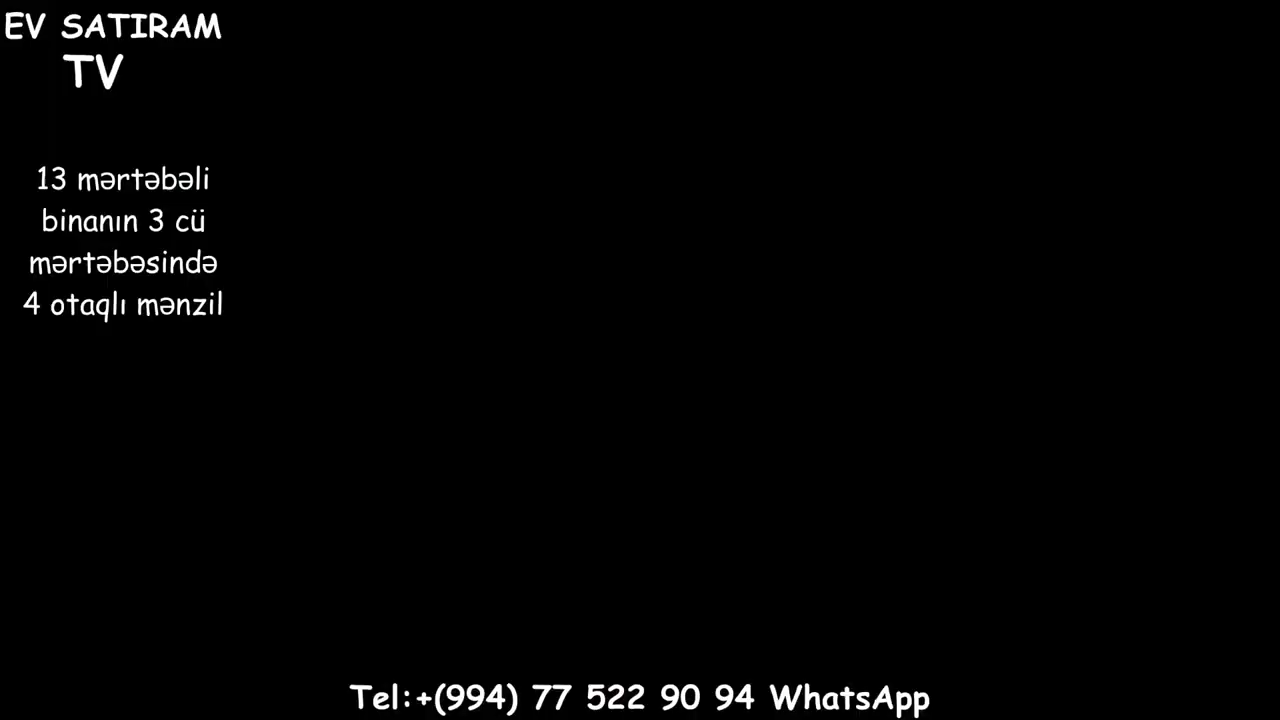 EV SATIRAM
TV
13 mərtəbəli
binanın 3 cü
mərtəbəsində
4 otaqlı mənzil
Tel:+(994) 77 522 90 94 WhatsApp